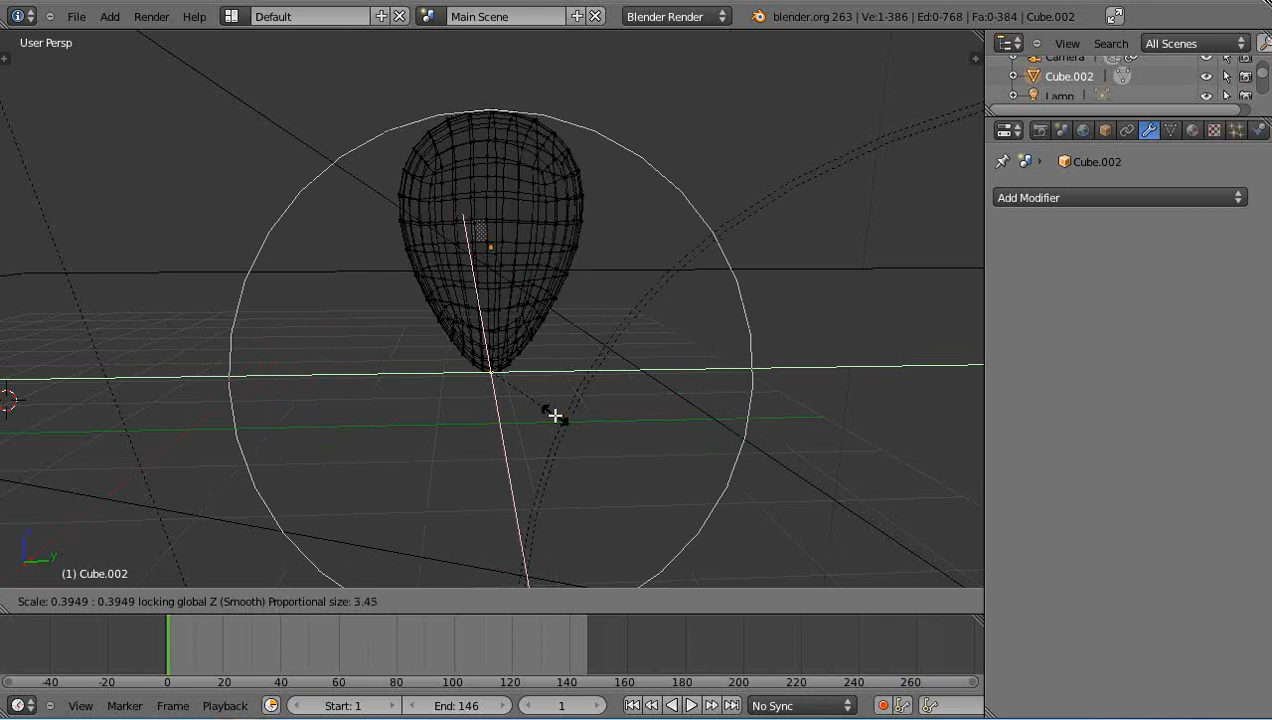 File Add Render Help Default Main Scene Blender Render blender.org 263 | Ve:1-386 | Ed:0-768 | Fa:0-384 | Cube.002
User Persp
View Search All Scenes
Camera
Cube.002
Lamp
Cube.002
Add Modifier
y
(1) Cube.002
Scale: 0.3949 : 0.3949 locking global Z (Smooth) Proportional size: 3.45
-40 -20 0 20 40 60 80 100 120 140 160 180 200 220 240 260
View Marker Frame Playback Start: 1 End: 146 1 No Sync